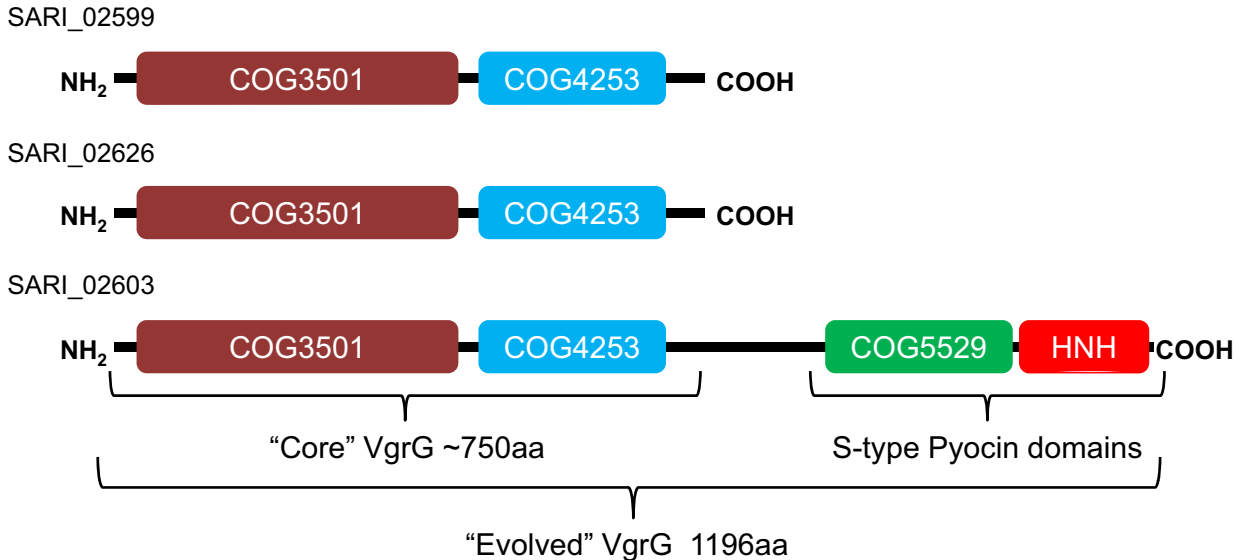 SARI_02599
NH2 COG3501 COG4253 COOH
SARI_02626
NH2 COG3501 COG4253 COOH
SARI_02603
NH2 COG3501 COG4253 COG5529 HNH COOH
“Core” VgrG ~750aa S-type Pyocin domains
“Evolved” VgrG 1196aa